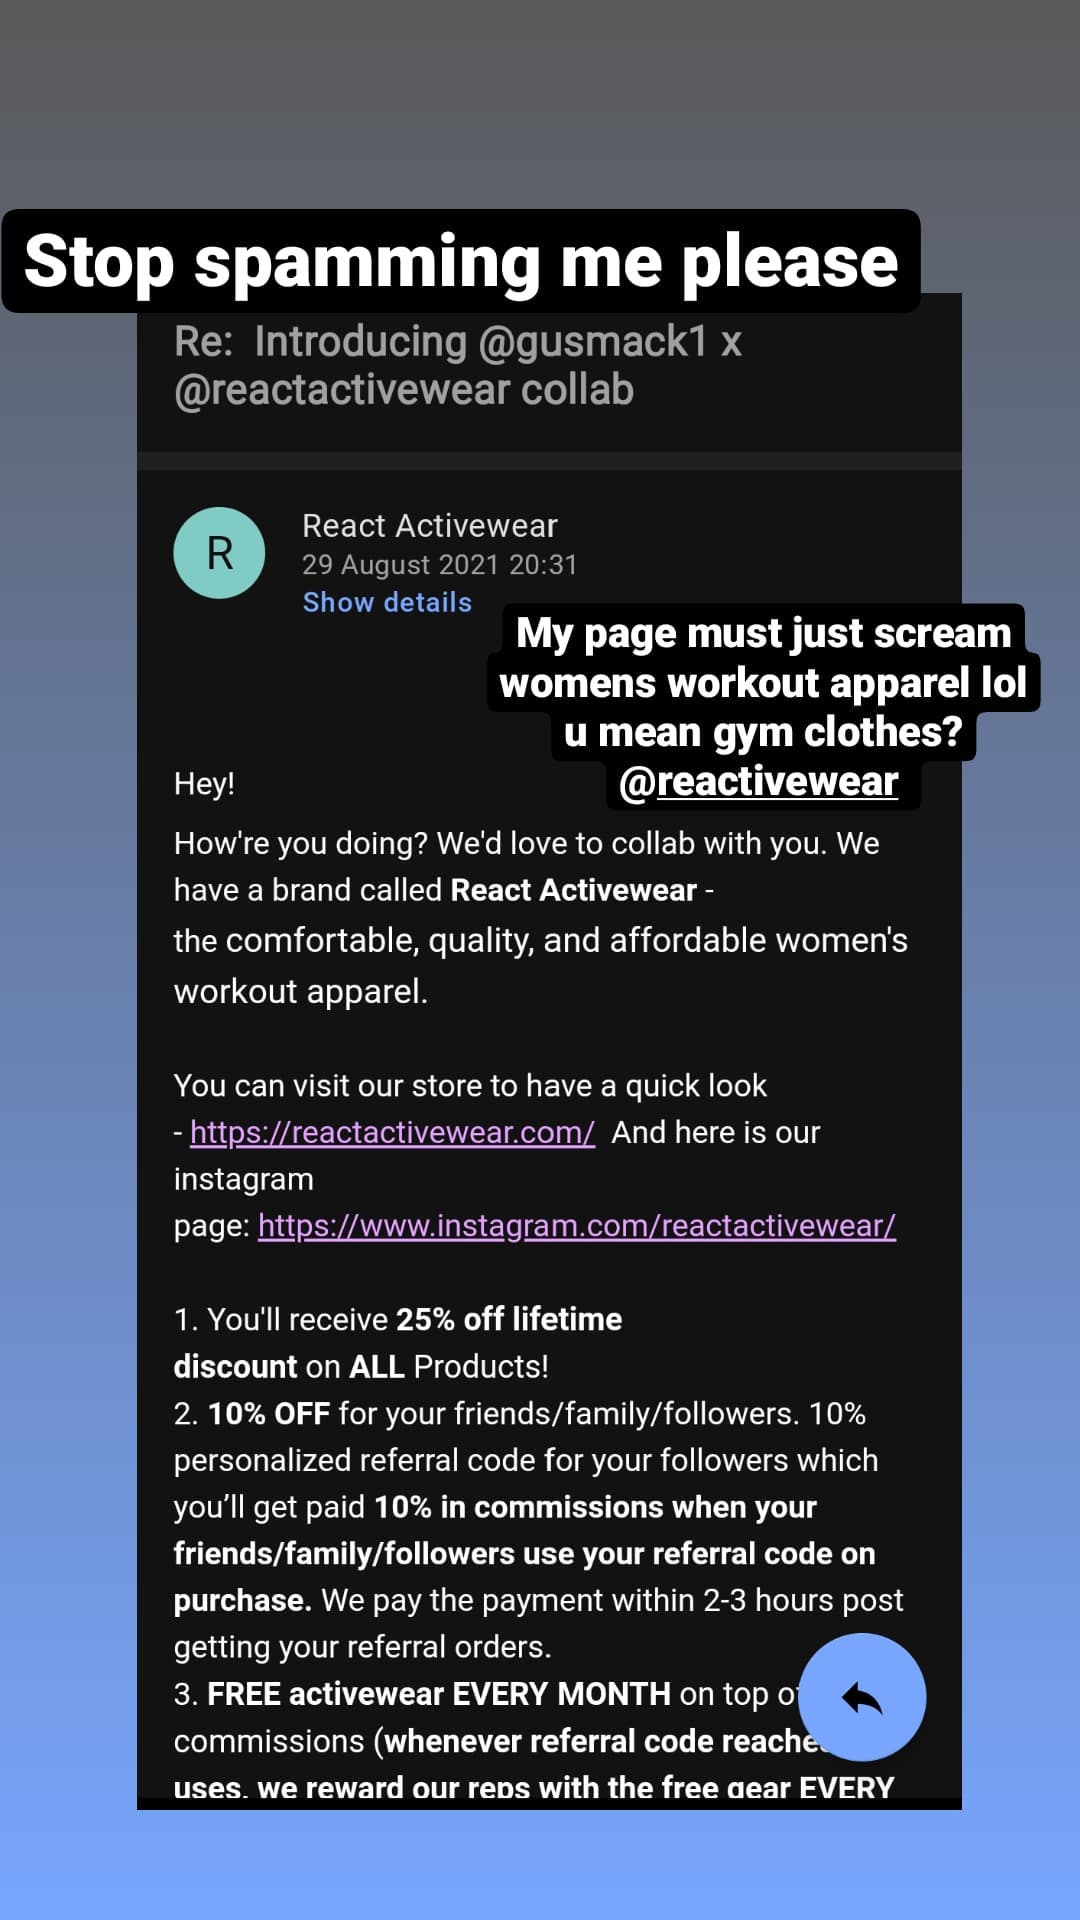 Stop spamming me please
Re:  Introducing @gusmack1 x
@reactactivewear collab
R
React Activewear
29 August 2021 20:31
Show details
My page must just scream
womens workout apparel lol
u mean gym clothes?
@reactivewear
Hey!
How're you doing? We'd love to collab with you. We
have a brand called React Activewear -
the comfortable, quality, and affordable women's
workout apparel.
You can visit our store to have a quick look
- https://reactactivewear.com/  And here is our
instagram
page: https://www.instagram.com/reactactivewear/
1. You'll receive 25% off lifetime
discount on ALL Products!
2. 10% OFF for your friends/family/followers. 10%
personalized referral code for your followers which
you’ll get paid 10% in commissions when your
friends/family/followers use your referral code on
purchase. We pay the payment within 2-3 hours post
getting your referral orders.
3. FREE activewear EVERY MONTH on top
commissions (whenever referral code
uses, we reward our reps with the free gear EVERY